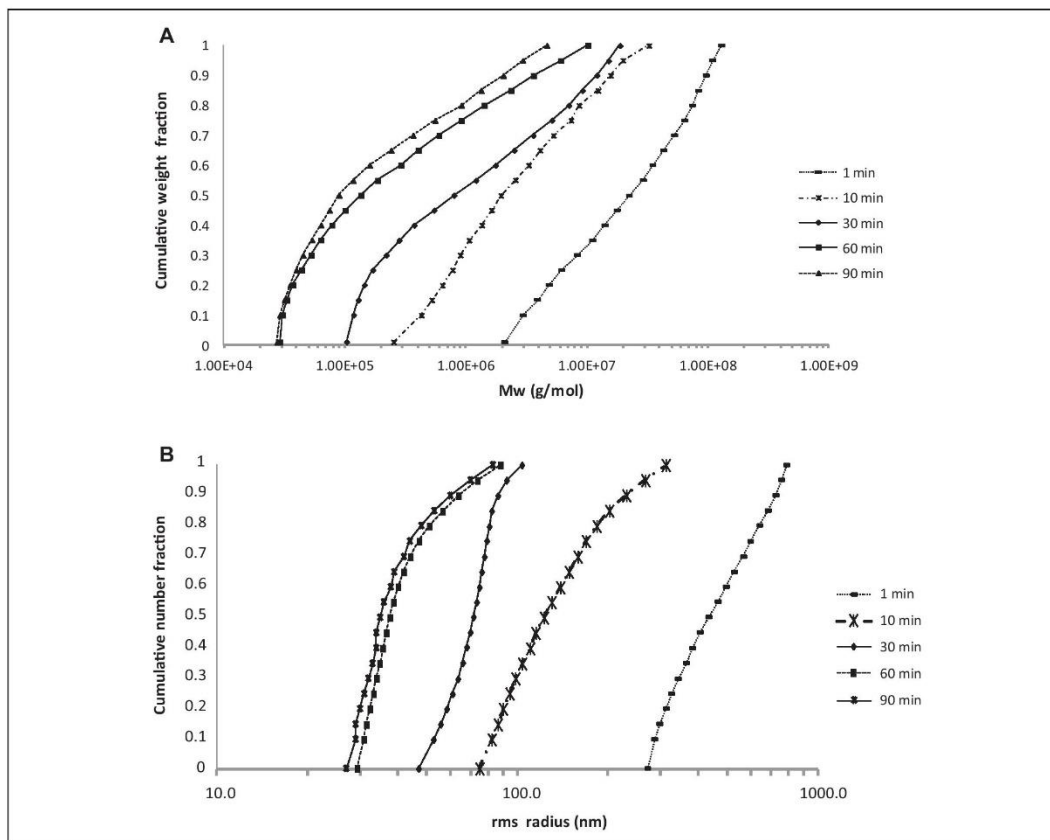 A
1
0.9
0.8
0.7
0.6
0.5
0.4
0.3
0.2
0.1
0
Cumulative weight fraction
1.00E+04 1.00E+05 1.00E+06 1.00E+07 1.00E+08 1.00E+09
Mw (g/mol)
1 min
10 min
30 min
60 min
90 min
B
1
0.9
0.8
0.7
0.6
0.5
0.4
0.3
0.2
0.1
0
Cumulative number fraction
10.0 100.0 1000.0
rms radius (nm)
1 min
10 min
30 min
60 min
90 min